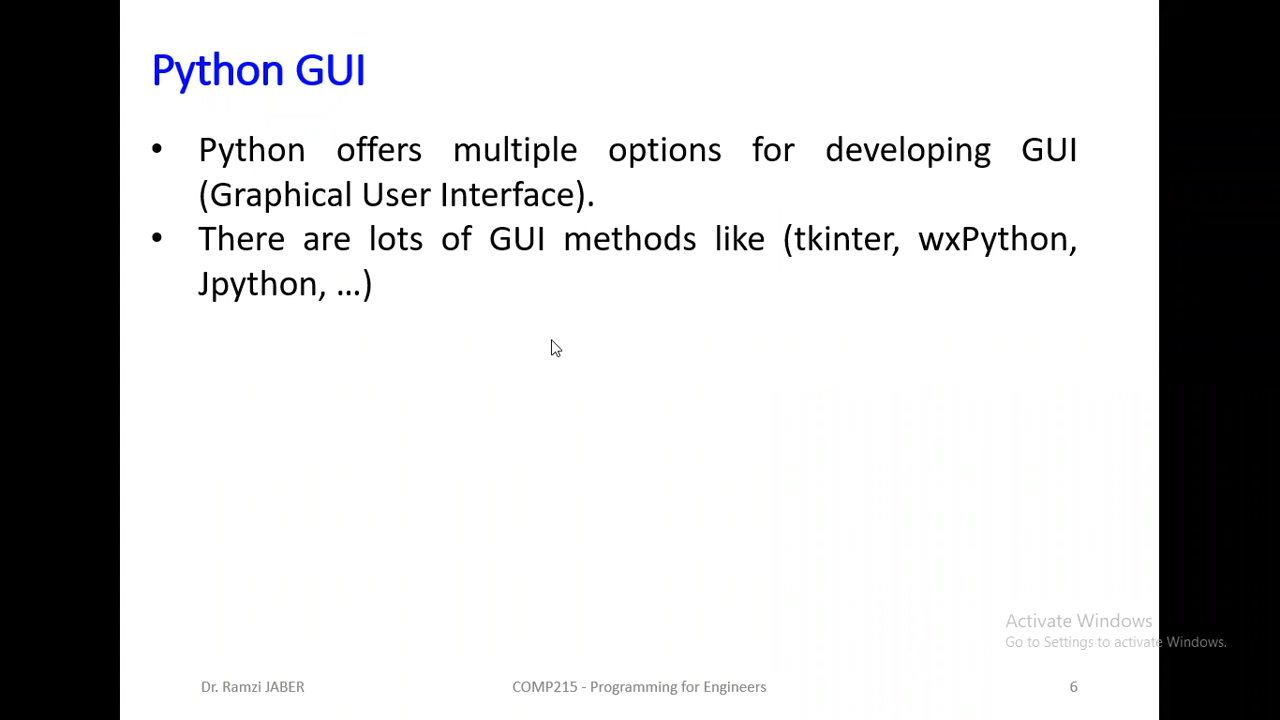 Python GUI
• Python offers multiple options for developing GUI
(Graphical User Interface).
• There are lots of GUI methods like (tkinter, wxPython,
Jpython, ...)
Activate Windows
Go to Settings to activate Windows.
Dr. Ramzi JABER COMP215 - Programming for Engineers 6